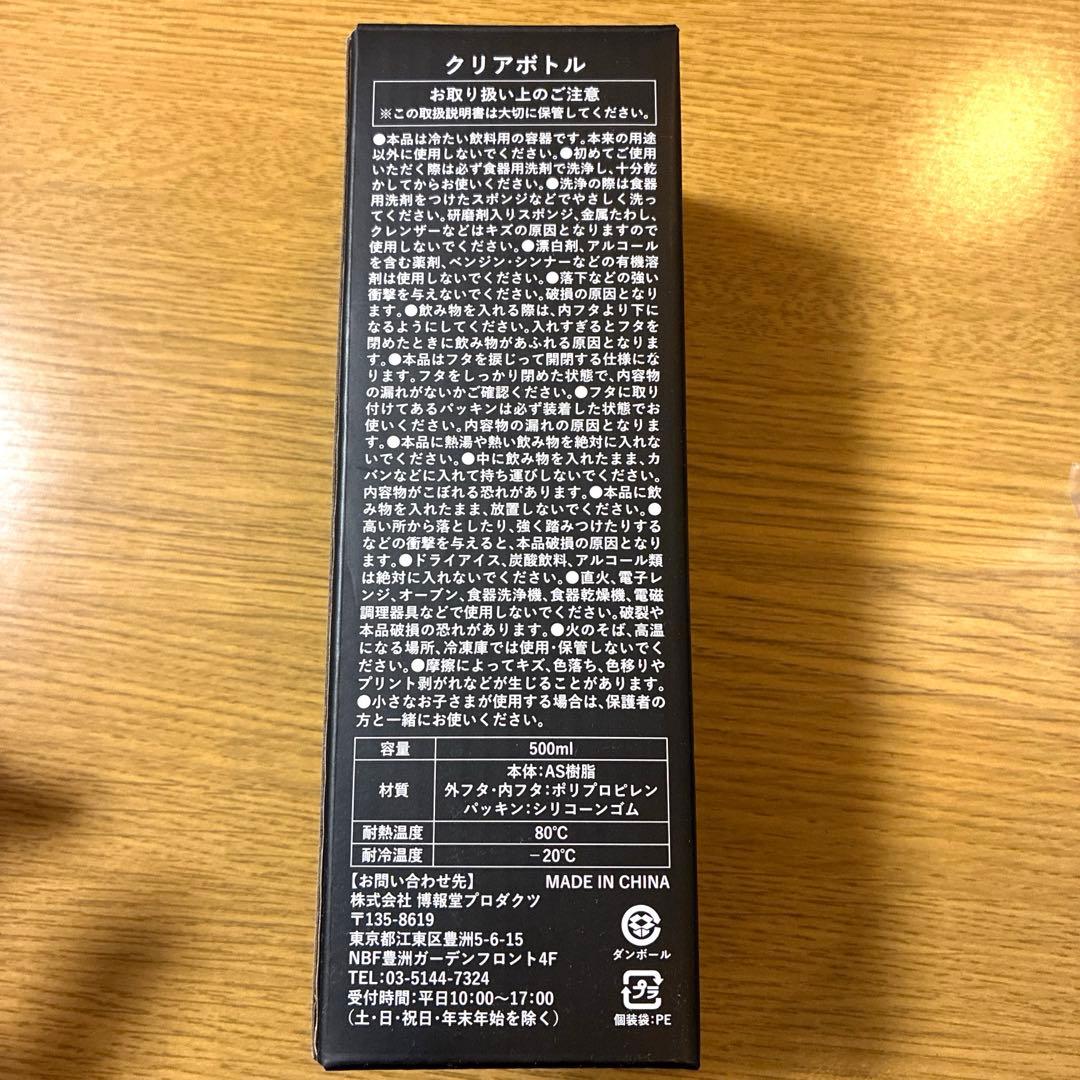 クリアボトル
お取り扱い上のご注意
※この取扱説明書は大切に保管してください。
●本品は冷たい飲料用の容器です。本来の用途
以外に使用しないでください。●初めてご使用
いただく際は必ず食器用洗剤で洗浄し、十分乾
かしてからお使いください。●洗浄の際は食器
用洗剤をつけたスポンジなどでやさしく洗っ
てください。研磨剤入りスポンジ、金属たわし、
クレンザーなどはキズの原因となりますので
使用しないでください。●漂白剤、アルコール
を含む薬剤、ベンジン・シンナーなどの有機溶
剤は使用しないでください。●落下などの強い
衝撃を与えないでください。破損の原因となり
ます。●飲み物を入れる際は、内フタより下に
なるようにしてください。入れすぎるとフタを
閉めたときに飲み物があふれる原因となりま
す。●本品はフタを捩じって開閉する仕様にな
ります。フタをしっかり閉めた状態で、内容物
の漏れがないかご確認ください。●フタに取り
付けてあるパッキンは必ず装着した状態でお
使いください。内容物の漏れの原因となりま
す。●本品に熱湯や熱い飲み物を絶対に入れな
いでください。●中に飲み物を入れたまま、カ
バンなどに入れて持ち運びしないでください。
内容物がこぼれる恐れがあります。●本品に飲
み物を入れたまま、放置しないでください。●
高い所から落としたり、強く踏みつけたりする
などの衝撃を与えると、本品破損の原因となり
ます。●ドライアイス、炭酸飲料、アルコール類
は絶対に入れないでください。●直火、電子レ
ンジ、オーブン、食器洗浄機、食器乾燥機、電磁
調理器具などで使用しないでください。破裂や
本品破損の恐れがあります。●火のそば、高温
になる場所、冷凍庫では使用・保管しないでく
ださい。●摩擦によってキズ、色落ち、色移りや
プリント剥がれなどが生じることがあります。
●小さなお子さまが使用する場合は、保護者の
方と一緒にお使いください。
容量 500ml
材質 本体:AS樹脂
外フタ・内フタ:ポリプロピレン
パッキン:シリコーンゴム
耐熱温度 80℃
耐冷温度 －20℃
【お問い合わせ先】 MADE IN CHINA
株式会社 博報堂プロダクツ
〒135-8619
東京都江東区豊洲5-6-15
NBF豊洲ガーデンフロント4F
TEL:03-5144-7324
受付時間:平日10:00〜17:00
(土・日・祝日・年末年始を除く)
ダンボール
プラ
個装袋:PE